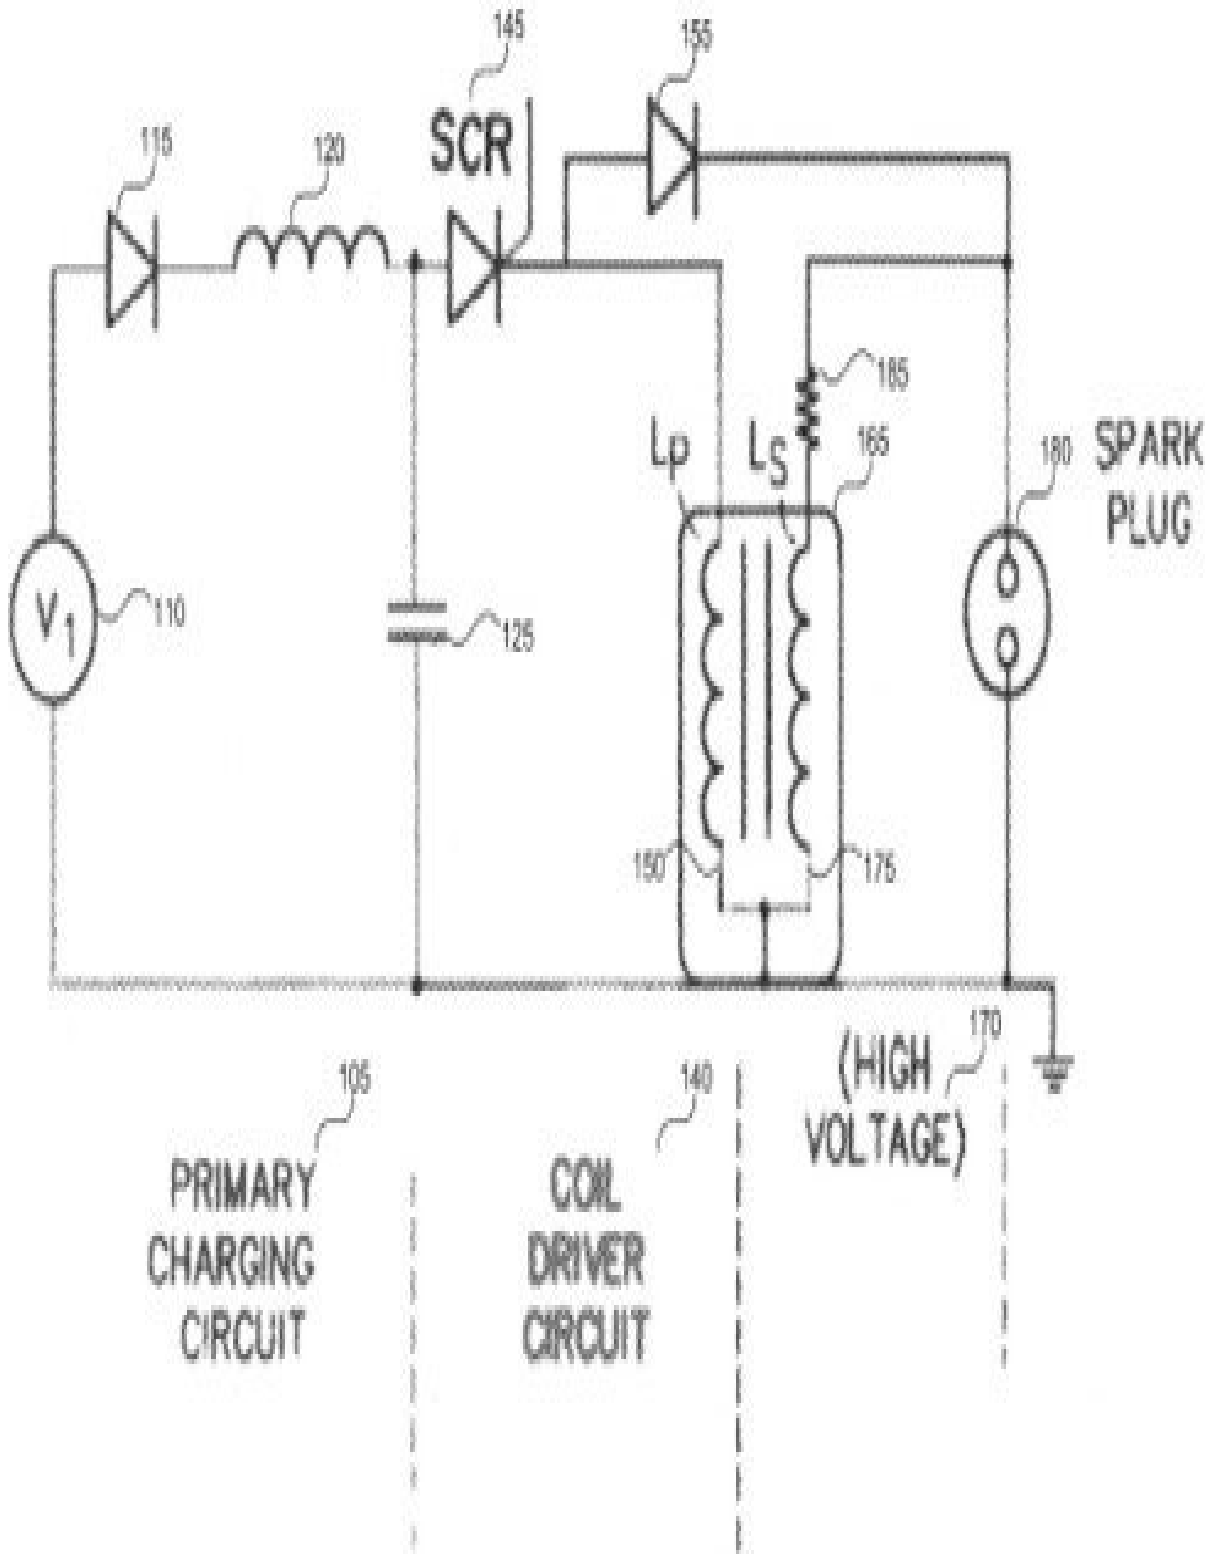 145
155
SCR
115
120
185
LP
LS
165
180
SPARK
PLUG
V1
110
125
150
175
170
(HIGH
VOLTAGE)
105
140
PRIMARY
CHARGING
CIRCUIT
COIL
DRIVER
CIRCUIT